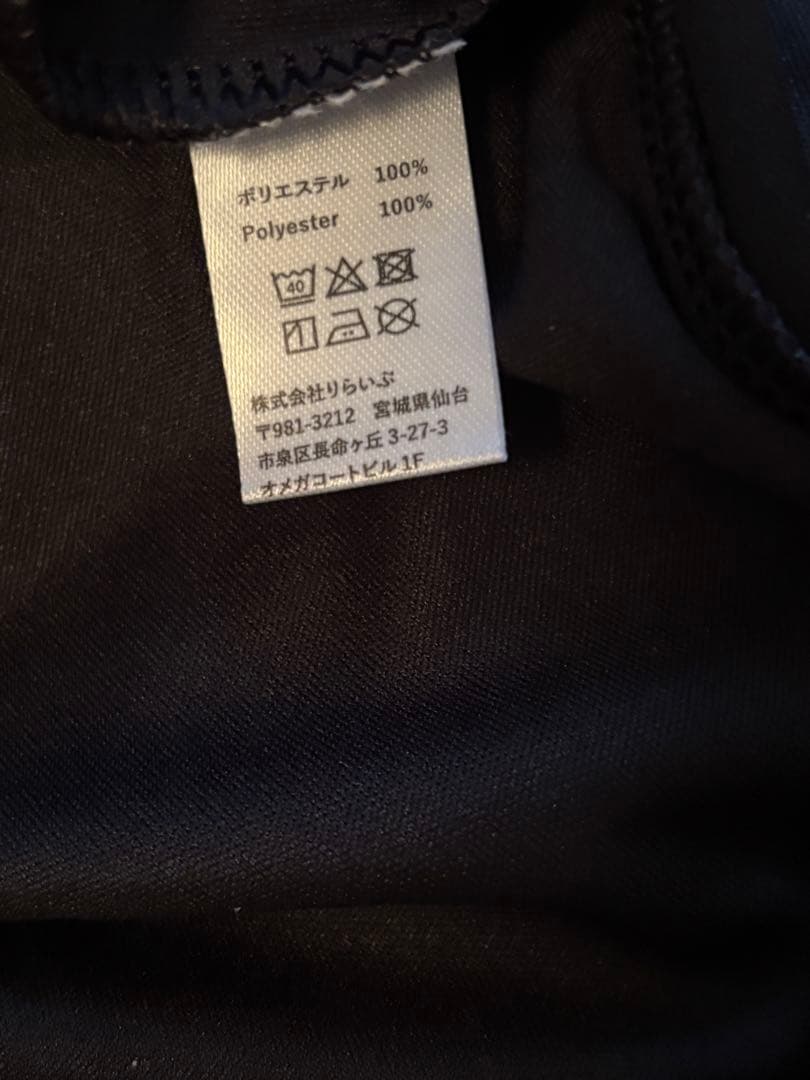 ポリエステル 100%
Polyester 100%
40
株式会社りらいぶ
〒981-3212 宮城県仙台
市泉区長命ヶ丘 3-27-3
オメガコートビル 1F